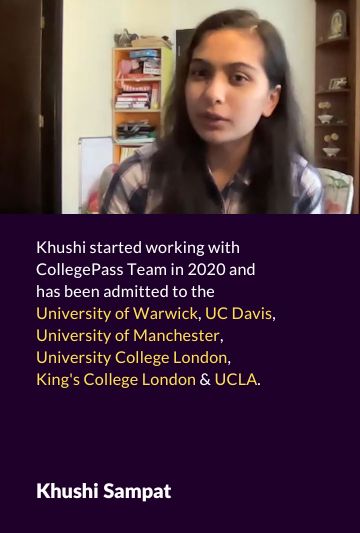 Khushi started working with
CollegePass Team in 2020 and
has been admitted to the
University of Warwick, UC Davis,
University of Manchester,
University College London,
King's College London & UCLA.
Khushi Sampat